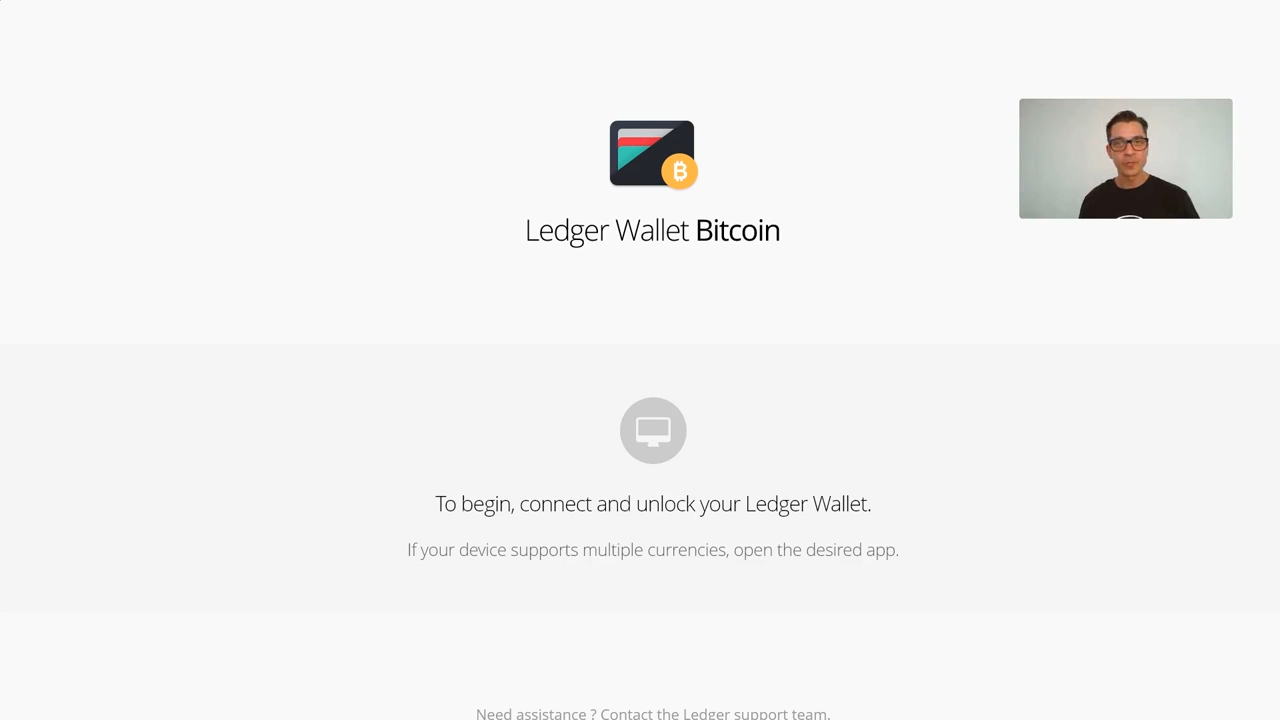 Ledger Wallet Bitcoin
To begin, connect and unlock your Ledger Wallet.
If your device supports multiple currencies, open the desired app.
Need assistance ? Contact the Ledger support team.